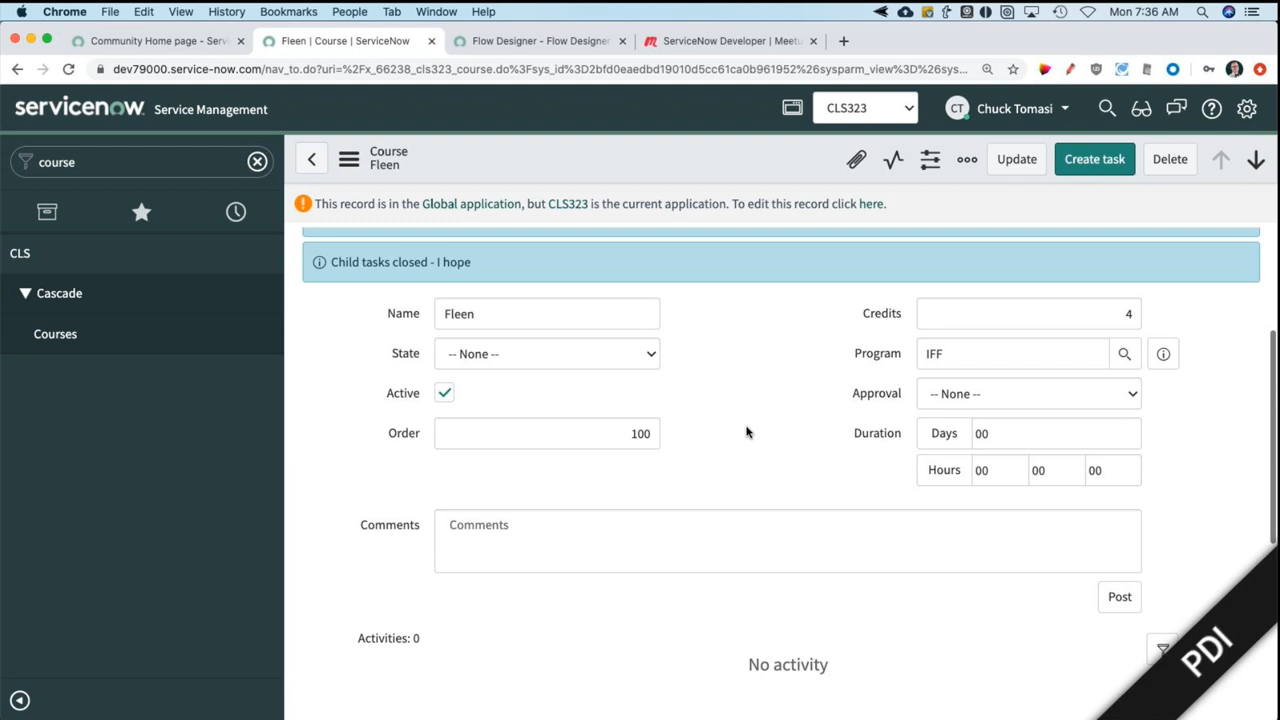 Chrome File Edit View History Bookmarks People Tab Window Help Mon 7:36 AM
Community Home page - Servi
Fleen | Course | ServiceNow
Flow Designer - Flow Designer
ServiceNow Developer | Meetu
dev79000.service-now.com/nav_to.do?uri=%2Fx_66238_cls323_course.do%3Fsys_id%3D2bfd0eaedbd19010d5cc61ca0b961952%26sysparm_view%3D%26sys...
servicenow Service Management
CLS323
CT Chuck Tomasi
course
Course
Fleen
Update
Create task
Delete
This record is in the Global application, but CLS323 is the current application. To edit this record click here.
CLS
Cascade
Courses
Child tasks closed - I hope
Name Fleen
Credits 4
State -- None --
Program IFF
Active
Approval -- None --
Order 100
Duration Days 00
Hours 00 00 00
Comments Comments
Post
Activities: 0
No activity
PDI